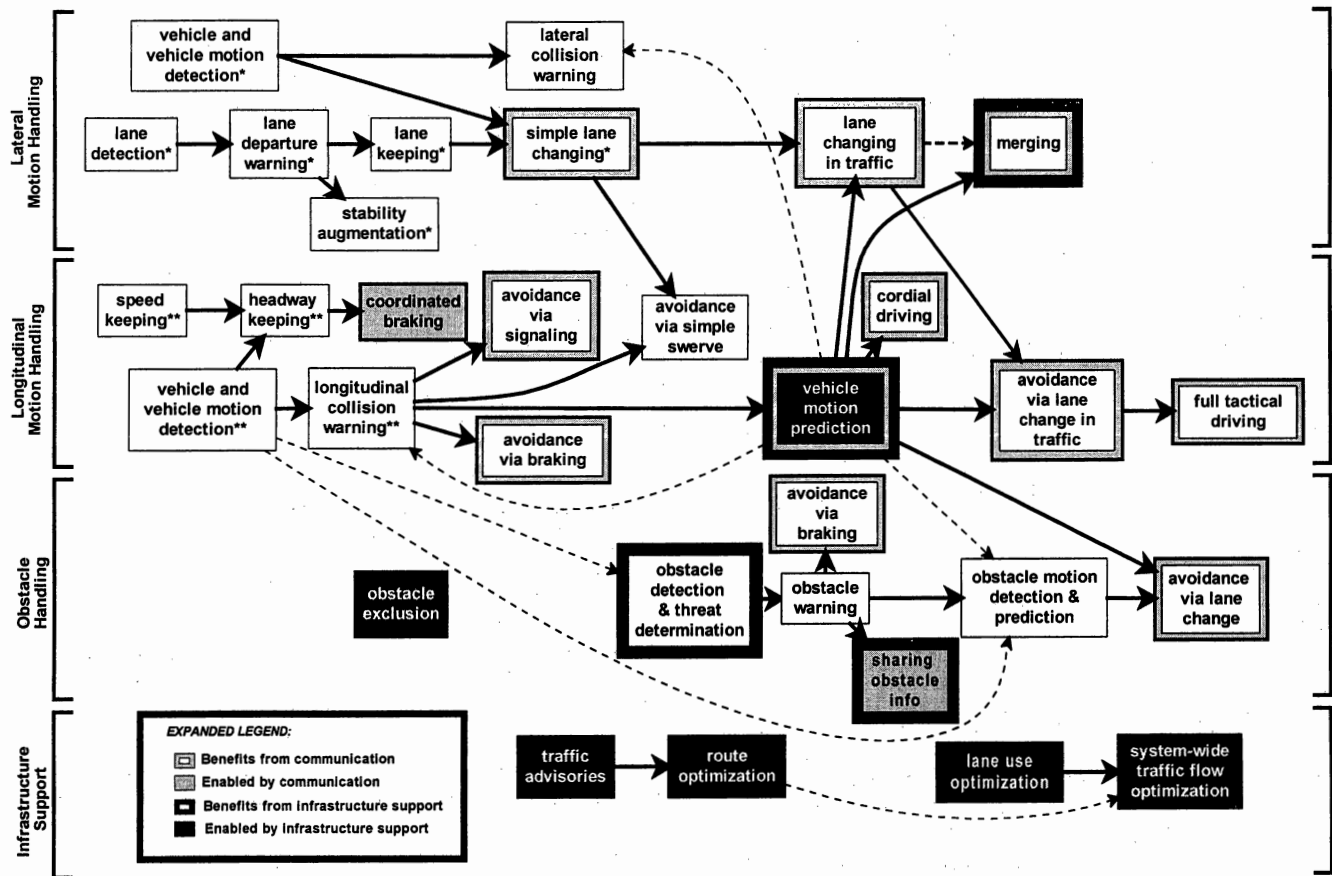 Lateral
Motion Handling
vehicle and
vehicle motion
detection*
lateral
collision
warning
lane
detection*
lane
departure
warning*
lane
keeping*
simple lane
changing*
lane
changing
in traffic
merging
stability
augmentation*
Longitudinal
Motion Handling
speed
keeping**
headway
keeping**
coordinated
braking
avoidance
via
signaling
avoidance
via simple
swerve
cordial
driving
vehicle and
vehicle motion
detection**
longitudinal
collision
warning**
avoidance
via braking
vehicle
motion
prediction
avoidance
via lane
change in
traffic
full tactical
driving
Obstacle
Handling
avoidance
via
braking
obstacle
exclusion
obstacle
detection
& threat
determination
obstacle
warning
obstacle motion
detection &
prediction
avoidance
via lane
change
sharing
obstacle
info
Infrastructure
Support
EXPANDED LEGEND:
Benefits from communication
Enabled by communication
Benefits from infrastructure support
Enabled by infrastructure support
traffic
advisories
route
optimization
lane use
optimization
system-wide
traffic flow
optimization